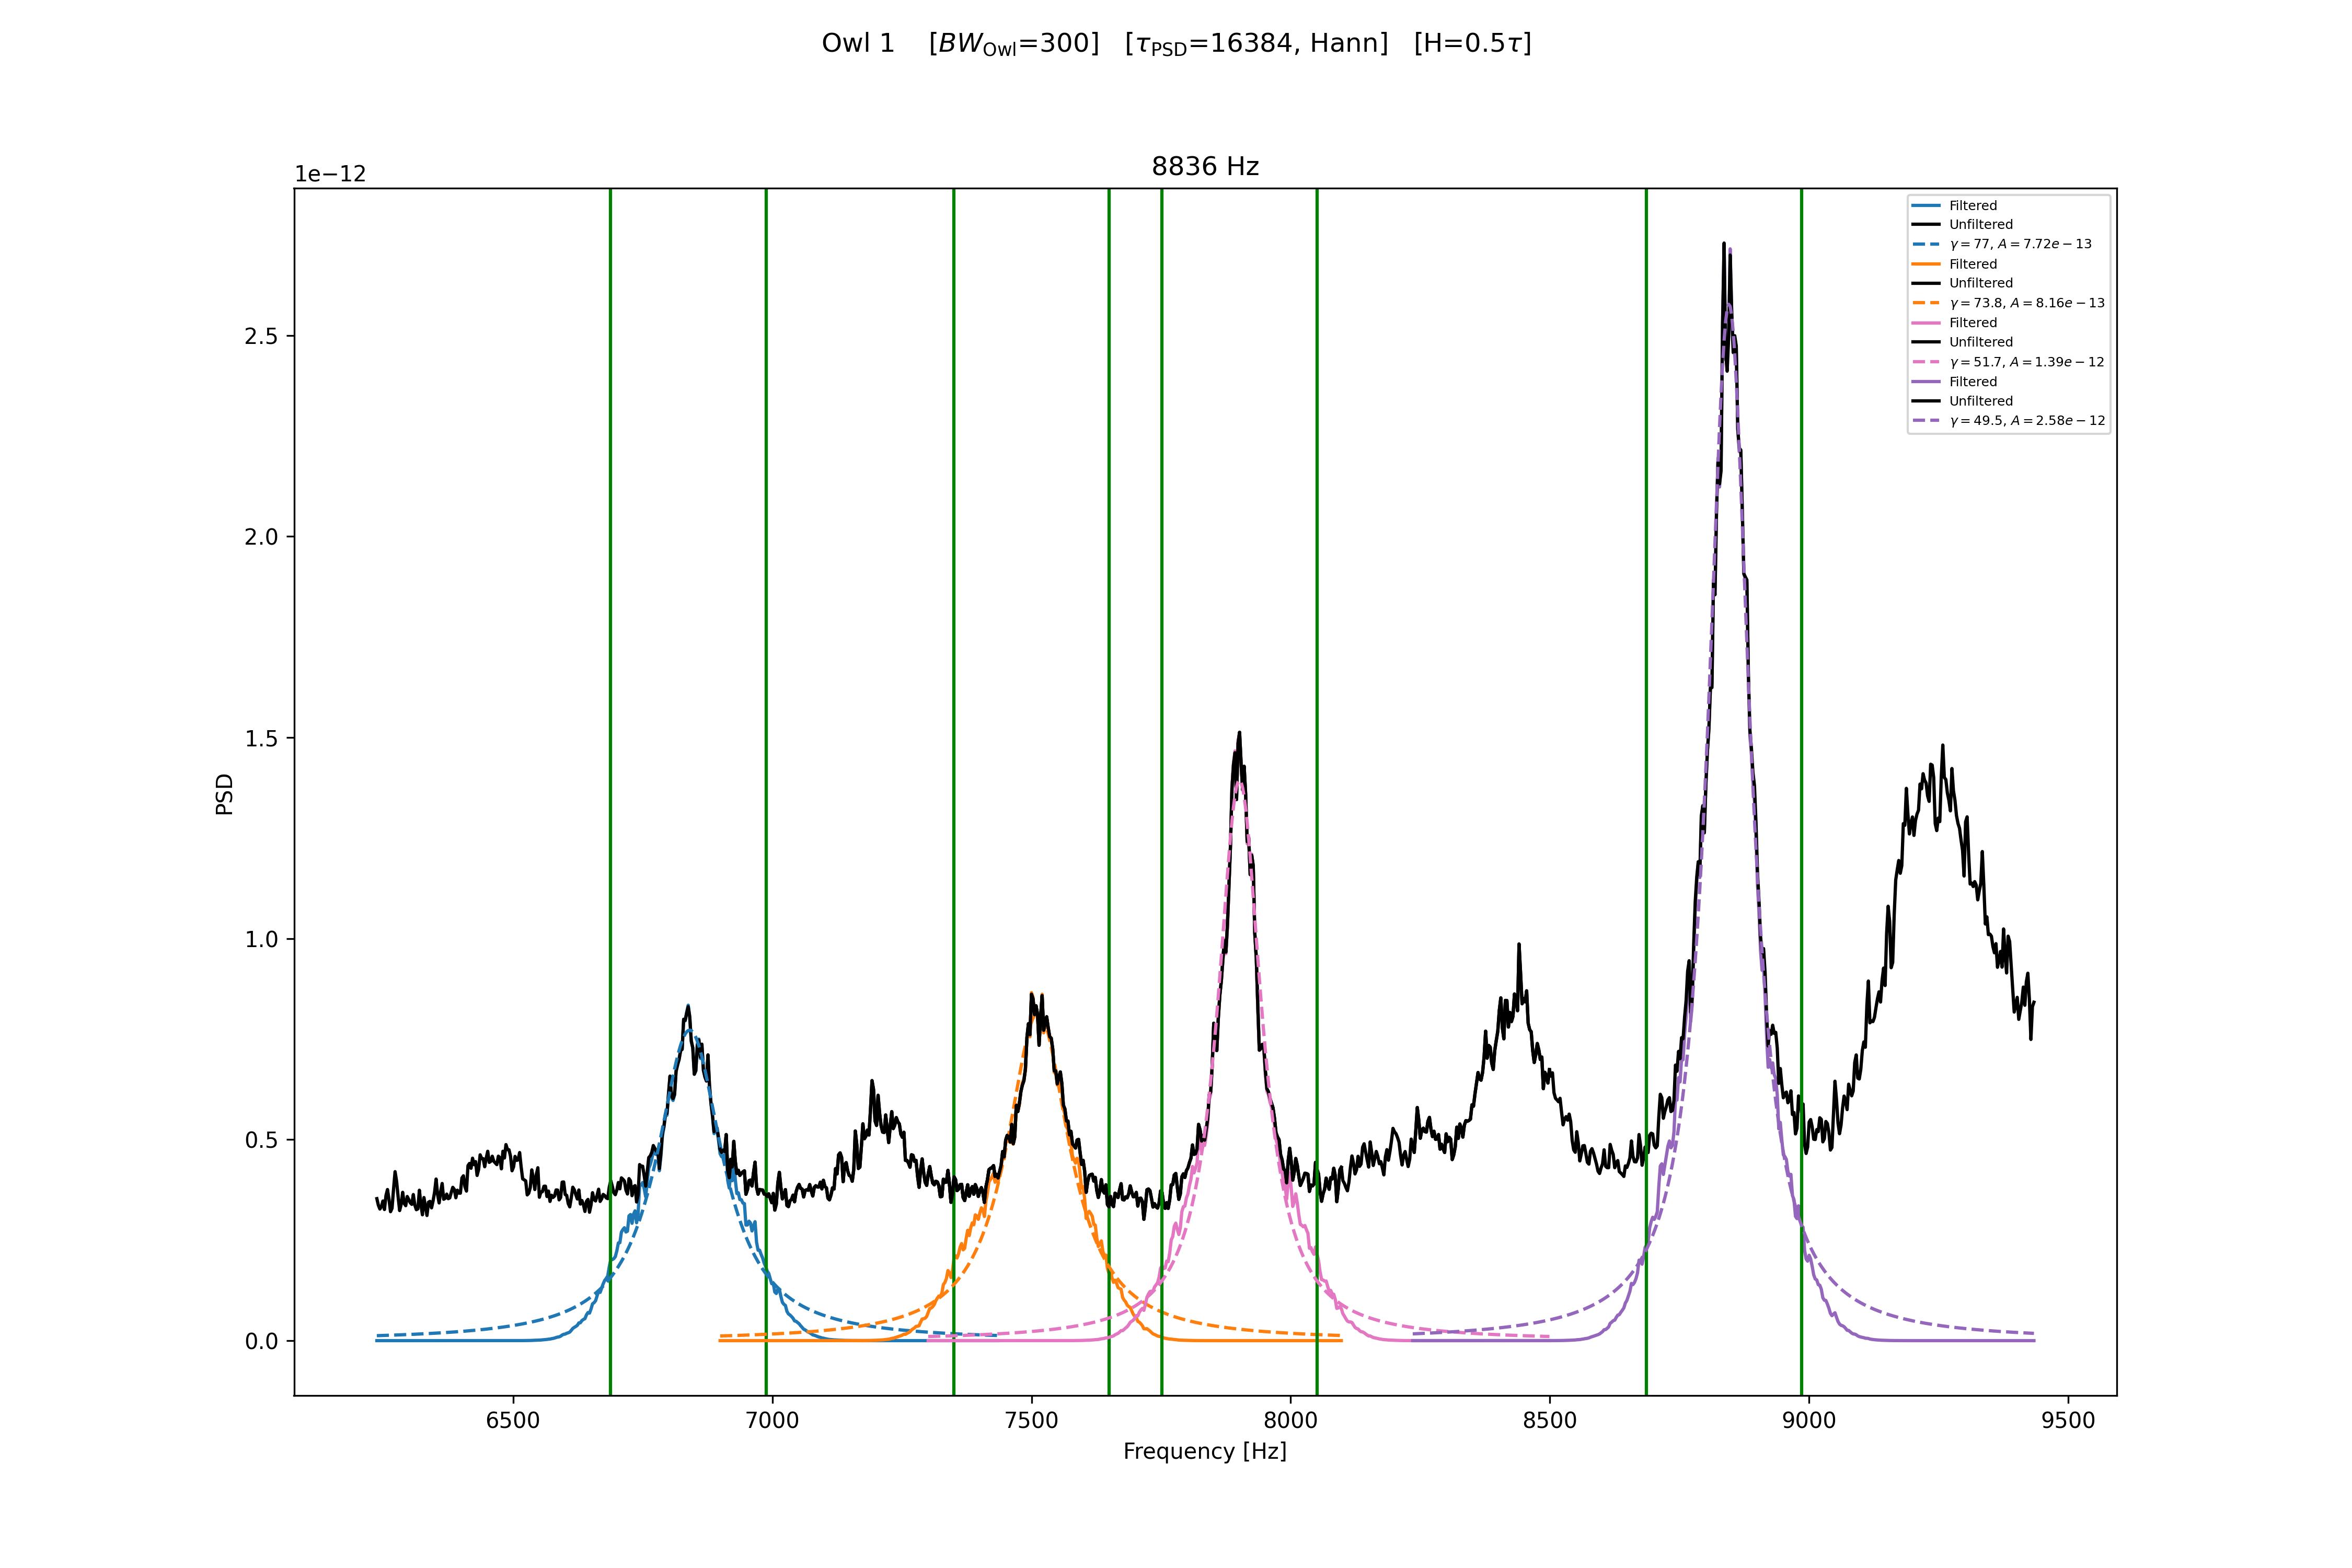 Owl 1 [BW_Owl=300] [τ_PSD=16384, Hann] [H=0.5τ]
8836 Hz
1e−12
Filtered
Unfiltered
γ = 77, A = 7.72e − 13
Filtered
Unfiltered
γ = 73.8, A = 8.16e − 13
Filtered
Unfiltered
γ = 51.7, A = 1.39e − 12
Filtered
Unfiltered
γ = 49.5, A = 2.58e − 12
2.5
2.0
1.5
1.0
0.5
0.0
PSD
6500 7000 7500 8000 8500 9000 9500
Frequency [Hz]